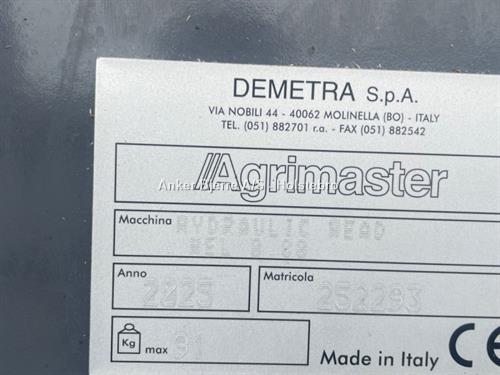 DEMETRA S.p.A.
VIA NOBILI 44 - 40062 MOLINELLA (BO) - ITALY
TEL. (051) 882701 r.a. - FAX (051) 882542
Agrimaster
Macchina
HYDRAULIC HEAD
Anno
2025
Matricola
252293
Kg
max
Made in Italy
CE